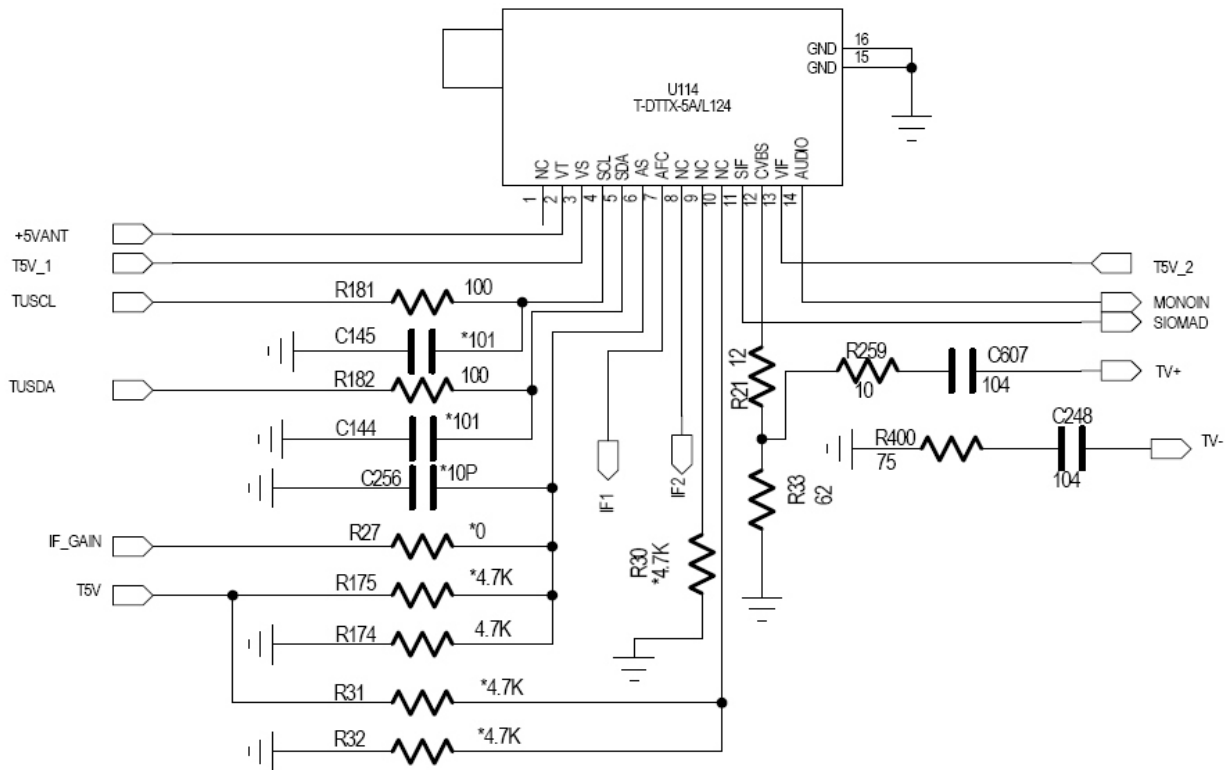 GND 16
GND 15
U114
T-DTTX-5A/L124
NC
VT
VS
SCL
SDA
AS
AFC
NC
NC
NC
SIF
CVBS
VIF
AUDIO
1
2
3
4
5
6
7
8
9
10
11
12
13
14
+5VANT
T5V_1
T5V_2
TUSCL
R181 100
MONOIN
SIOMAD
C145 *101
TUSDA
R182 100
R21 12
R259
10
C607
104
TV+
C144 *101
C256 *10P
IF1
IF2
R400
75
C248
104
TV-
R33
62
IF_GAIN
R27 *0
R30
*4.7K
T5V
R175 *4.7K
R174 4.7K
R31 *4.7K
R32 *4.7K